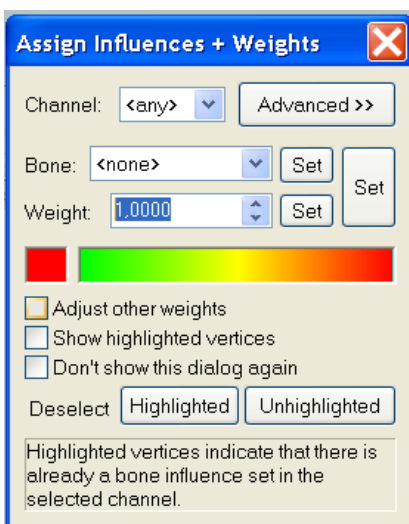 Assign Influences + Weights
Channel: <any> Advanced >>
Bone: <none> Set
Set
Weight: 1,0000 Set
Adjust other weights
Show highlighted vertices
Don't show this dialog again
Deselect Highlighted Unhighlighted
Highlighted vertices indicate that there is
already a bone influence set in the
selected channel.